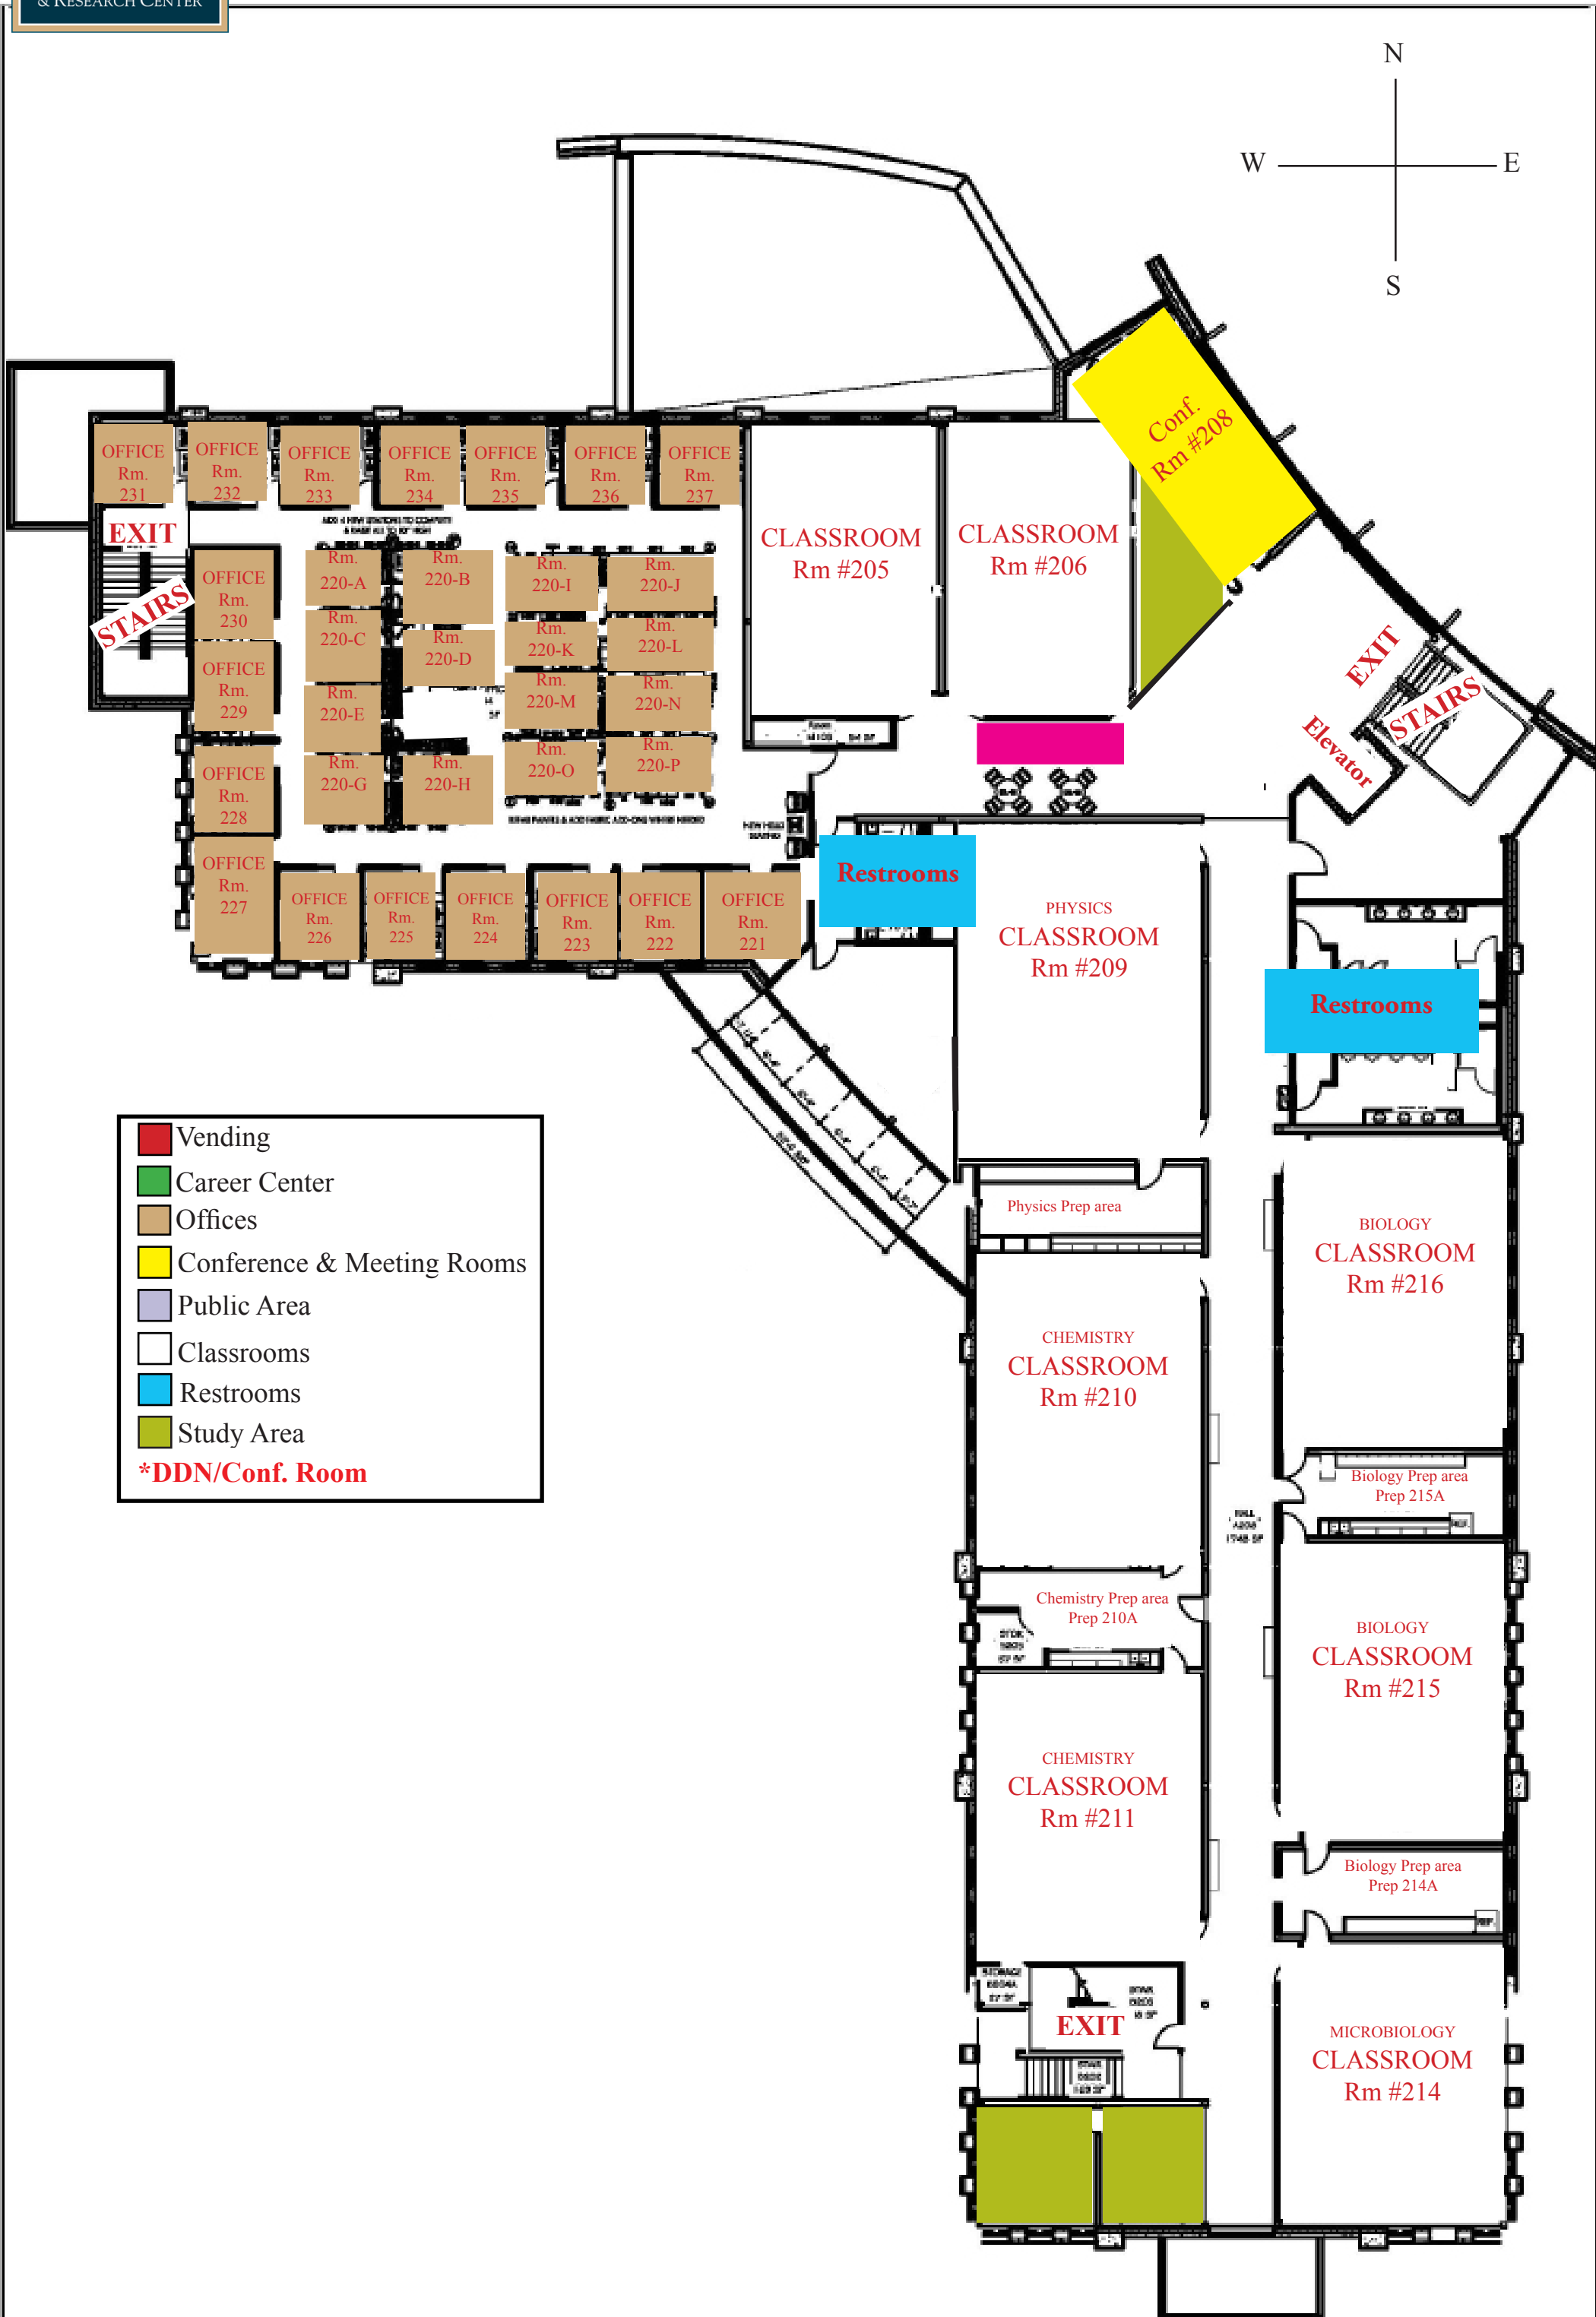 & RESEARCH CENTER
N
W
E
S
Conf.
Rm #208
OFFICE
Rm.
231
OFFICE
Rm.
232
OFFICE
Rm.
233
OFFICE
Rm.
234
OFFICE
Rm.
235
OFFICE
Rm.
236
OFFICE
Rm.
237
EXIT
STAIRS
CLASSROOM
Rm #205
CLASSROOM
Rm #206
OFFICE
Rm.
230
OFFICE
Rm.
229
OFFICE
Rm.
228
OFFICE
Rm.
227
Rm.
220-A
Rm.
220-B
Rm.
220-I
Rm.
220-J
Rm.
220-C
Rm.
220-D
Rm.
220-K
Rm.
220-L
Rm.
220-E
Rm.
220-M
Rm.
220-N
Rm.
220-G
Rm.
220-H
Rm.
220-O
Rm.
220-P
EXIT
STAIRS
Elevator
OFFICE
Rm.
226
OFFICE
Rm.
225
OFFICE
Rm.
224
OFFICE
Rm.
223
OFFICE
Rm.
222
OFFICE
Rm.
221
Restrooms
PHYSICS
CLASSROOM
Rm #209
Restrooms
Vending
Career Center
Offices
Conference & Meeting Rooms
Public Area
Classrooms
Restrooms
Study Area
*DDN/Conf. Room
Physics Prep area
BIOLOGY
CLASSROOM
Rm #216
CHEMISTRY
CLASSROOM
Rm #210
Biology Prep area
Prep 215A
REF.
HALL
Chemistry Prep area
Prep 210A
BIOLOGY
CLASSROOM
Rm #215
CHEMISTRY
CLASSROOM
Rm #211
Biology Prep area
Prep 214A
REF.
STORAGE
EXIT
MICROBIOLOGY
CLASSROOM
Rm #214